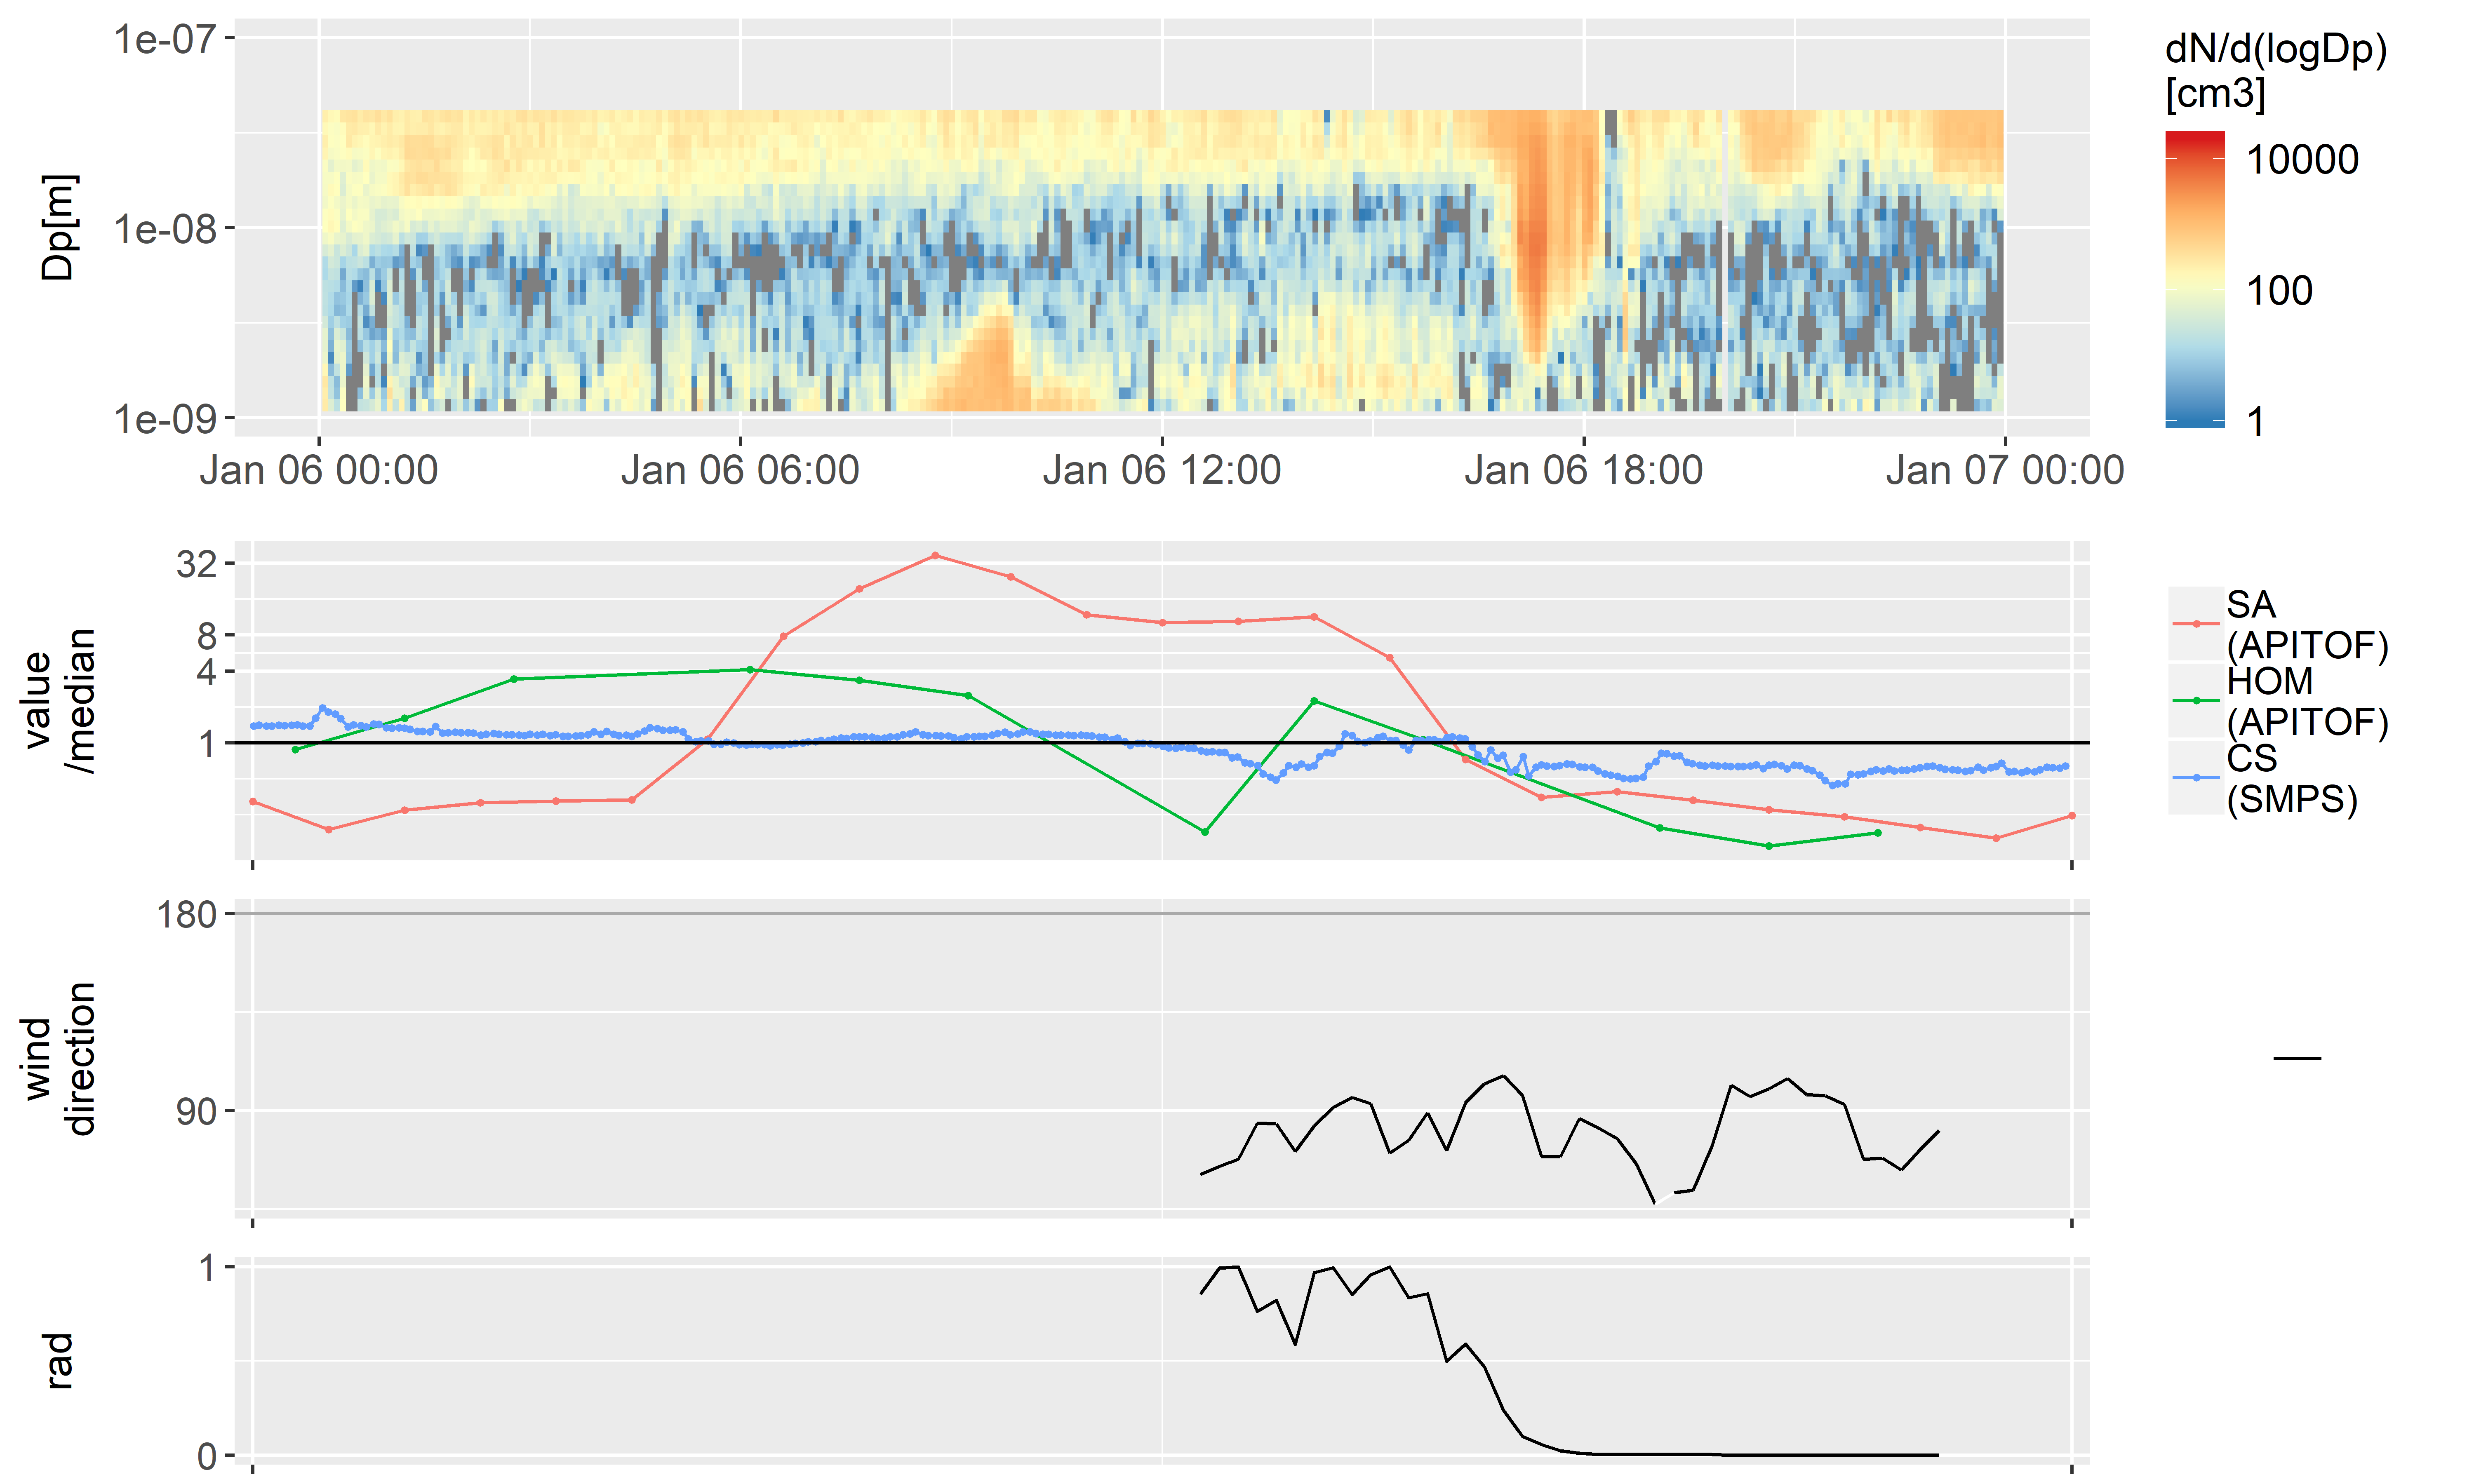 1e-07
1e-08
1e-09
Dp[m]
Jan 06 00:00
Jan 06 06:00
Jan 06 12:00
Jan 06 18:00
Jan 07 00:00
dN/d(logDp)
[cm3]
10000
100
1
32
8
4
1
value
/median
SA
(APITOF)
HOM
(APITOF)
CS
(SMPS)
180
90
wind
direction
1
0
rad